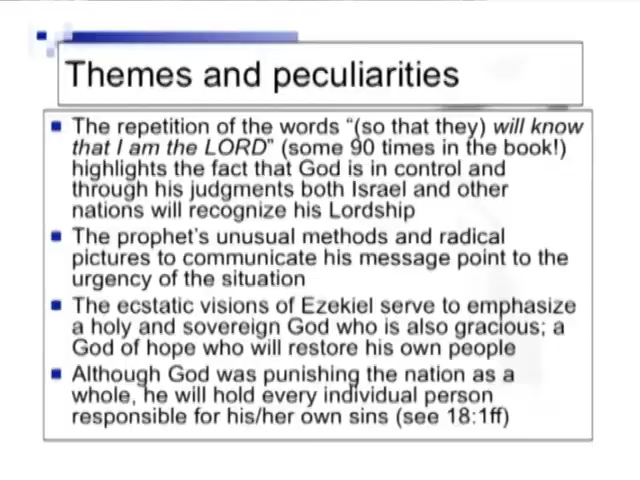 Themes and peculiarities
The repetition of the words “(so that they) will know
that I am the LORD” (some 90 times in the book!)
highlights the fact that God is in control and
through his judgments both Israel and other
nations will recognize his Lordship
The prophet's unusual methods and radical
pictures to communicate his message point to the
urgency of the situation
The ecstatic visions of Ezekiel serve to emphasize
a holy and sovereign God who is also gracious; a
God of hope who will restore his own people
Although God was punishing the nation as a
whole, he will hold every individual person
responsible for his/her own sins (see 18:1ff)